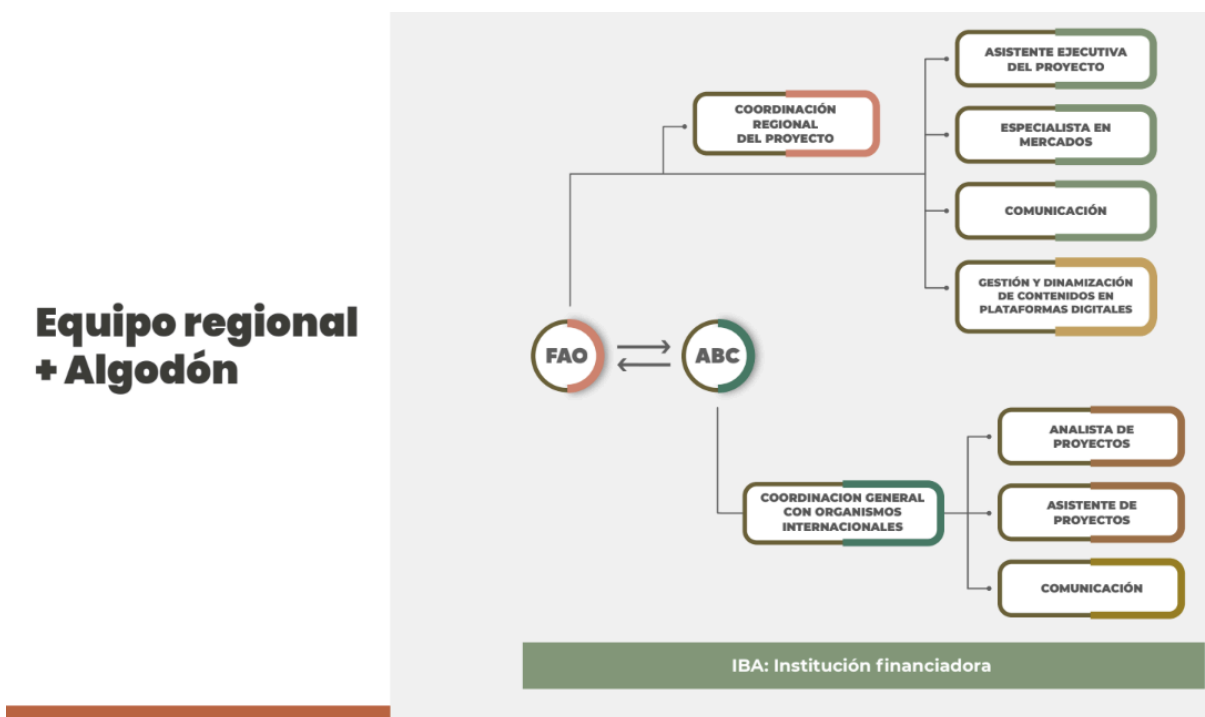 Equipo regional
+ Algodón
COORDINACIÓN
REGIONAL
DEL PROYECTO
ASISTENTE EJECUTIVA
DEL PROYECTO
ESPECIALISTA EN
MERCADOS
COMUNICACIÓN
GESTIÓN Y DINAMIZACIÓN
DE CONTENIDOS EN
PLATAFORMAS DIGITALES
FAO
ABC
COORDINACION GENERAL
CON ORGANISMOS
INTERNACIONALES
ANALISTA DE
PROYECTOS
ASISTENTE DE
PROYECTOS
COMUNICACIÓN
IBA: Institución financiadora